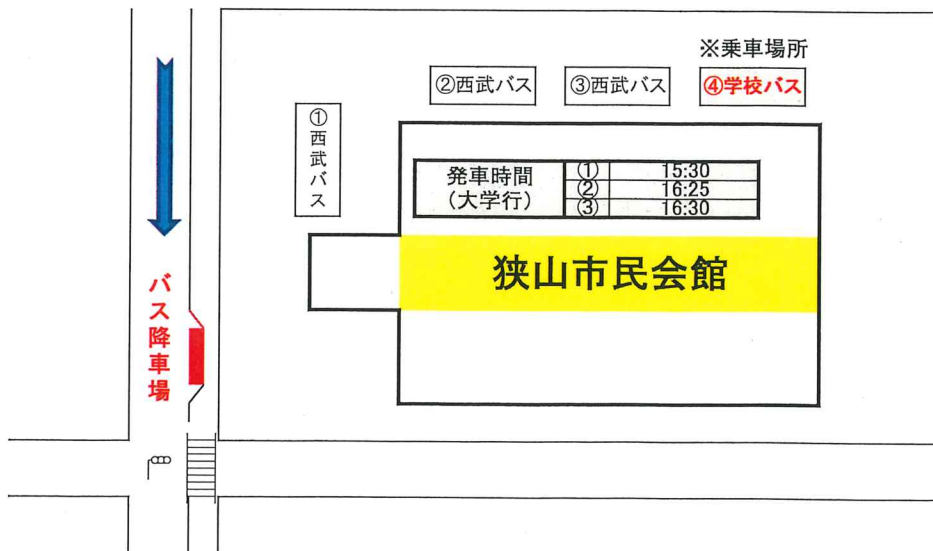 ※乗車場所
②西武バス
③西武バス
④学校バス
①西武バス
発車時間
(大学行)
① 15:30
② 16:25
③ 16:30
狭山市民会館
バス降車場